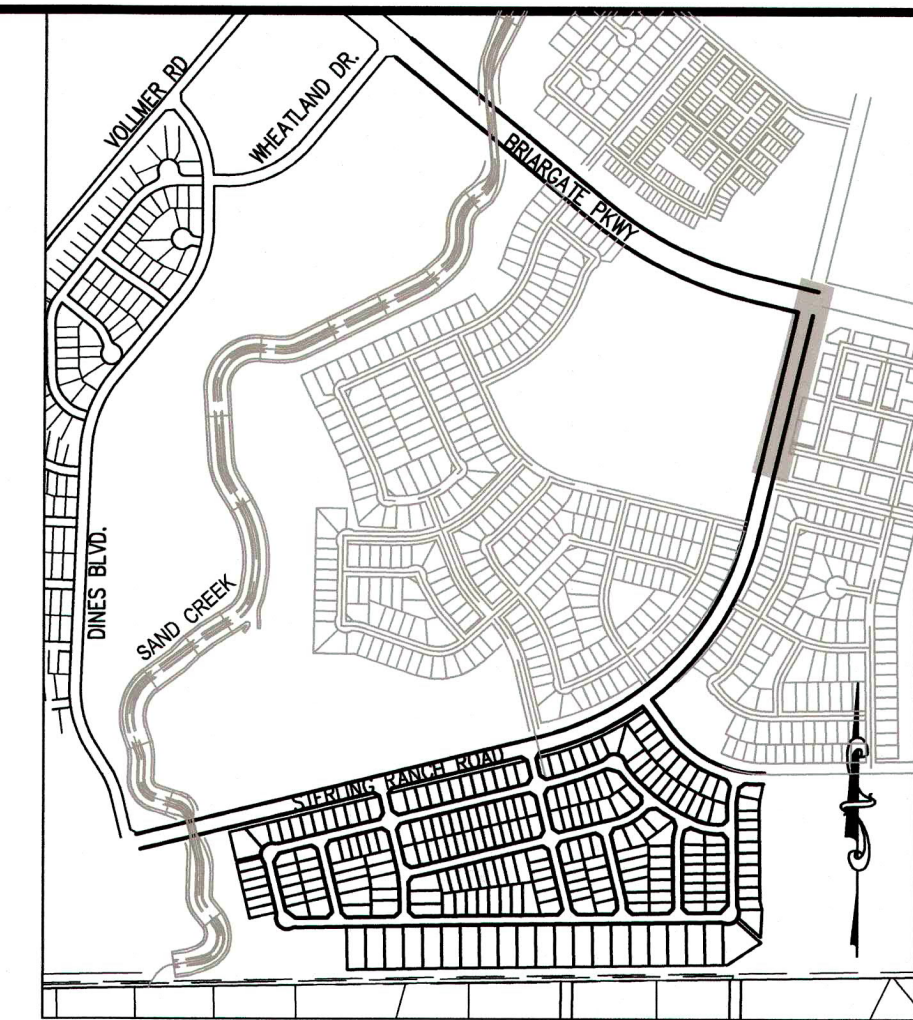 VOLLMER RD
WHEATLAND DR.
BRIARGATE PKWY
DINES BLVD.
SAND CREEK
STERLING RANCH ROAD